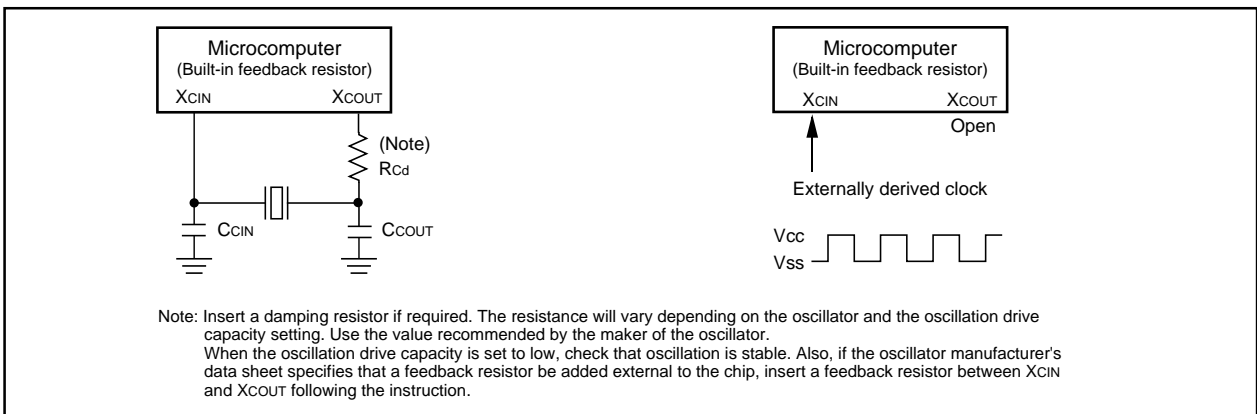 Microcomputer
(Built-in feedback resistor)
XCIN XCOUT
(Note)
RCd
CCIN CCOUT
Microcomputer
(Built-in feedback resistor)
XCIN XCOUT
Open
Externally derived clock
Vcc
Vss
Note: Insert a damping resistor if required. The resistance will vary depending on the oscillator and the oscillation drive
capacity setting. Use the value recommended by the maker of the oscillator.
When the oscillation drive capacity is set to low, check that oscillation is stable. Also, if the oscillator manufacturer's
data sheet specifies that a feedback resistor be added external to the chip, insert a feedback resistor between XCIN
and XCOUT following the instruction.